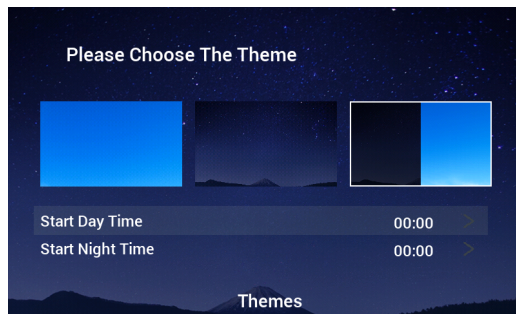 Please Choose The Theme
Start Day Time 00:00 >
Start Night Time 00:00 >
Themes